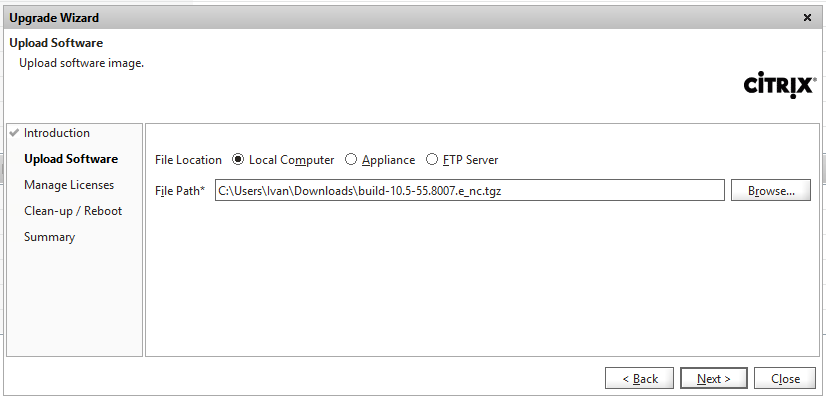 Upgrade Wizard
Upload Software
Upload software image.
CİTRIX®
Introduction
Upload Software
Manage Licenses
Clean-up / Reboot
Summary
File Location Local Computer Appliance FTP Server
File Path* C:\Users\Ivan\Downloads\build-10.5-55.8007.e_nc.tgz Browse...
< Back Next > Close